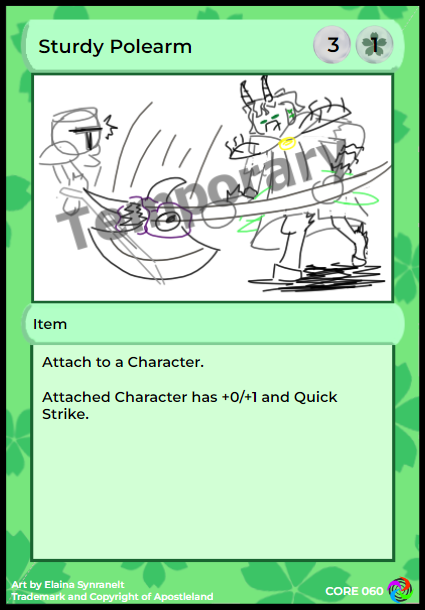 Sturdy Polearm
3
1
Temporary
Item
Attach to a Character.
Attached Character has +0/+1 and Quick
Strike.
Art by Elaina Synranelt
Trademark and Copyright of Apostleland
CORE 060